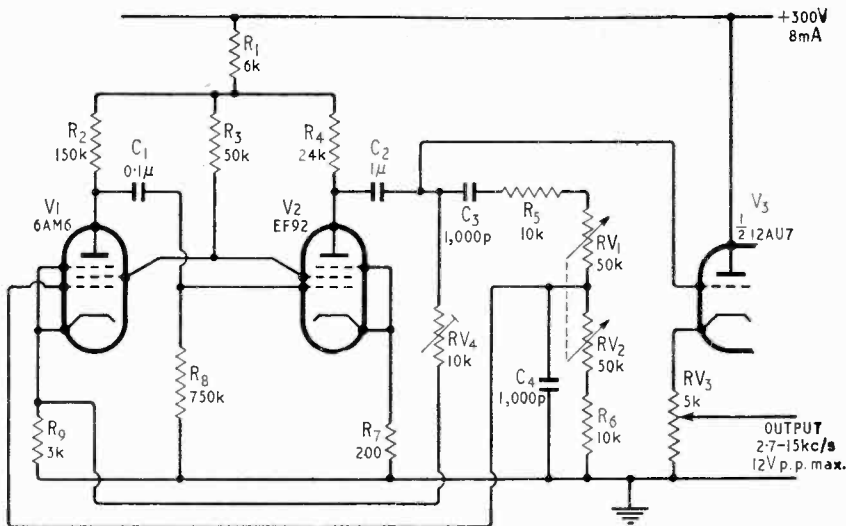 +300V
8mA
R1
6k
R2
150k
C1
0·1μ
R3
50k
R4
24k
C2
1μ
V1
6AM6
V2
EF92
C3
1,000p
R5
10k
RV1
50k
V3
½12AU7
RV4
10k
RV2
50k
R8
750k
C4
1,000p
RV3
5k
R9
3k
R7
200
R6
10k
OUTPUT
2·7-15kc/s
12V p.p. max.